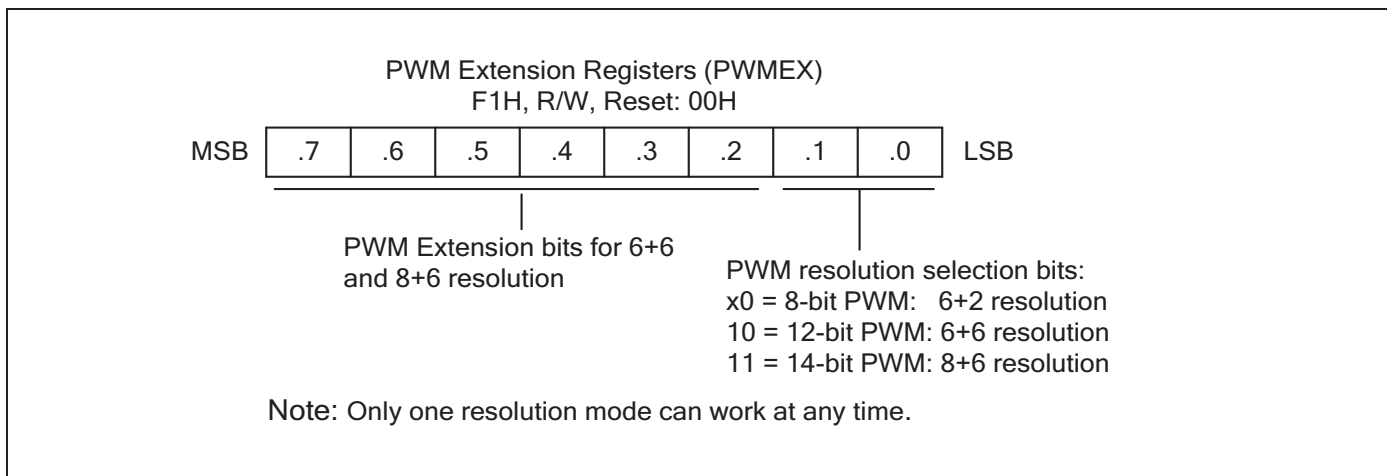 PWM Extension Registers (PWMEX)
F1H, R/W, Reset: 00H
MSB .7 .6 .5 .4 .3 .2 .1 .0 LSB
PWM Extension bits for 6+6
and 8+6 resolution
PWM resolution selection bits:
x0 = 8-bit PWM: 6+2 resolution
10 = 12-bit PWM: 6+6 resolution
11 = 14-bit PWM: 8+6 resolution
Note: Only one resolution mode can work at any time.